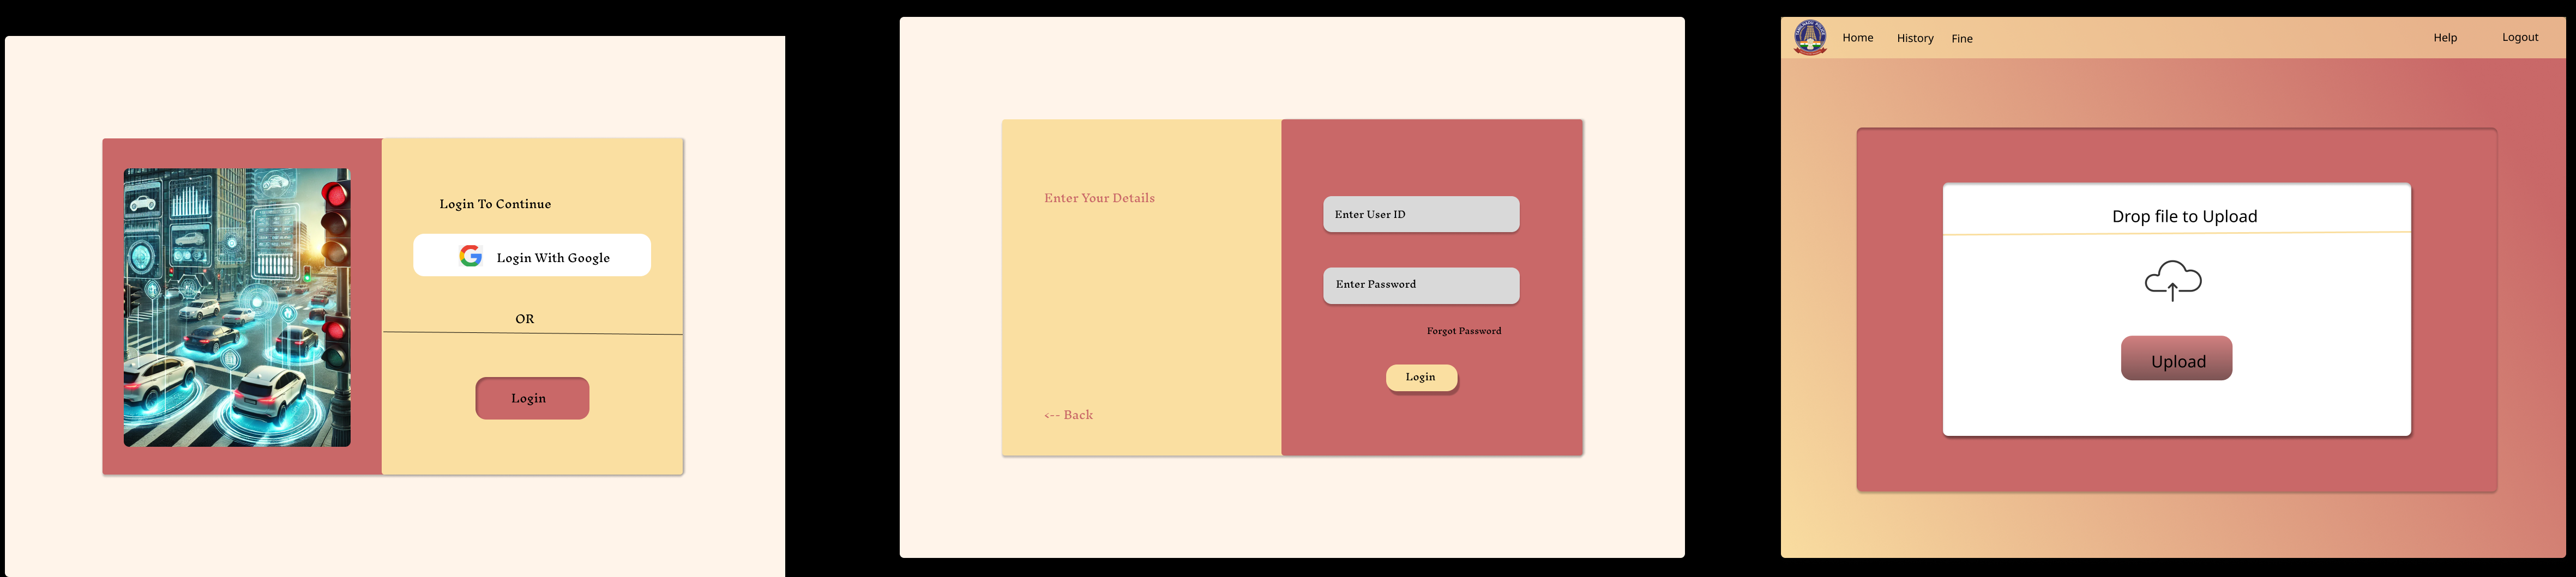 Login To Continue
Login With Google
OR
Login
Enter Your Details
<-- Back
Enter User ID
Enter Password
Forgot Password
Login
Home
History
Fine
Help
Logout
Drop file to Upload
Upload